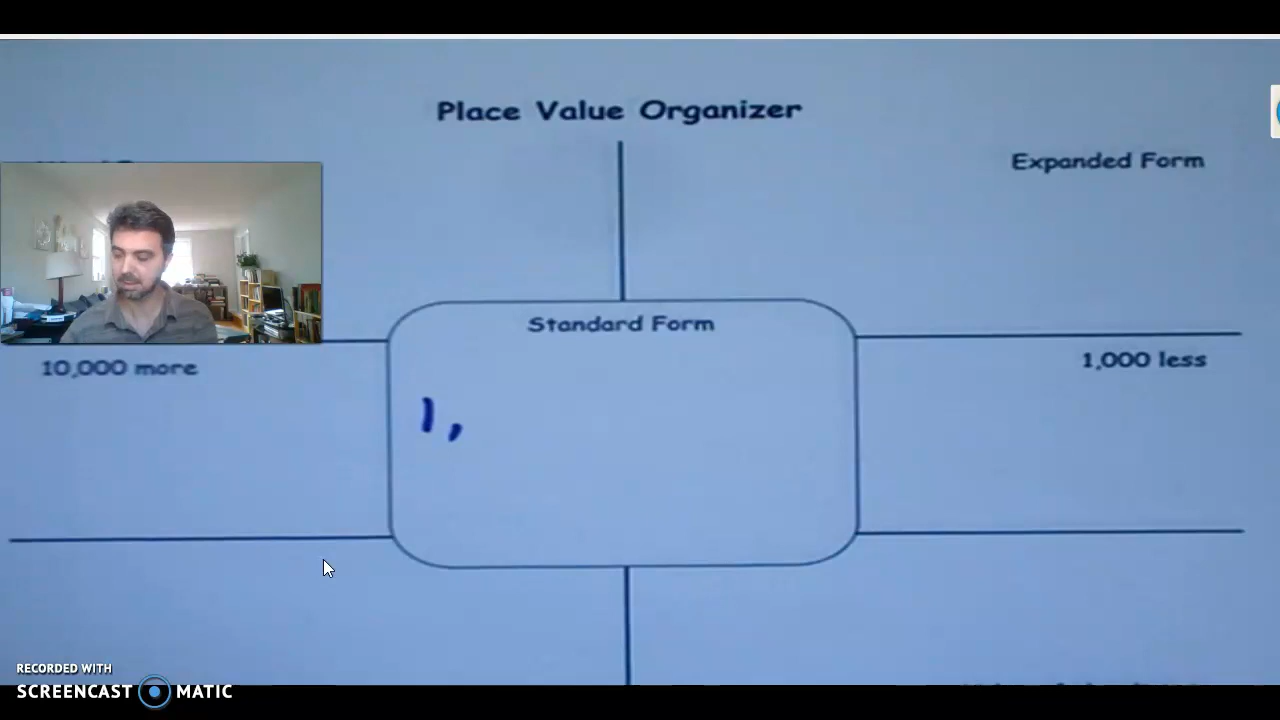 Place Value Organizer
Expanded Form
Standard Form
10,000 more
1,000 less
1,
RECORDED WITH
SCREENCAST MATIC